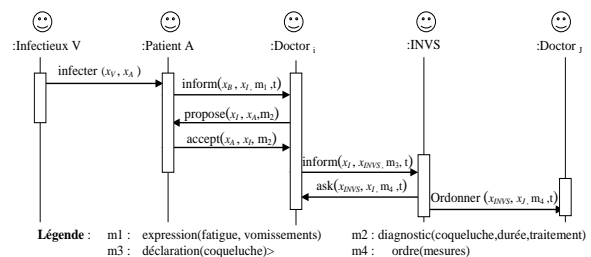 :Infectieux V :Patient A :Doctor i :INVS :Doctor J
infecter (xV, xA)
inform(xB, xI, m1,t)
propose(xI, xA,m2)
accept(xA, xI, m2)
inform(xI, xINVS, m3, t)
ask(xINVS, xI, m4,t)
Ordonner (xINVS, xJ, m4,t)
Légende : m1 : expression(fatigue, vomissements) m2 : diagnostic(coqueluche,durée,traitement)
m3 : déclaration(coqueluche)> m4 : ordre(mesures)